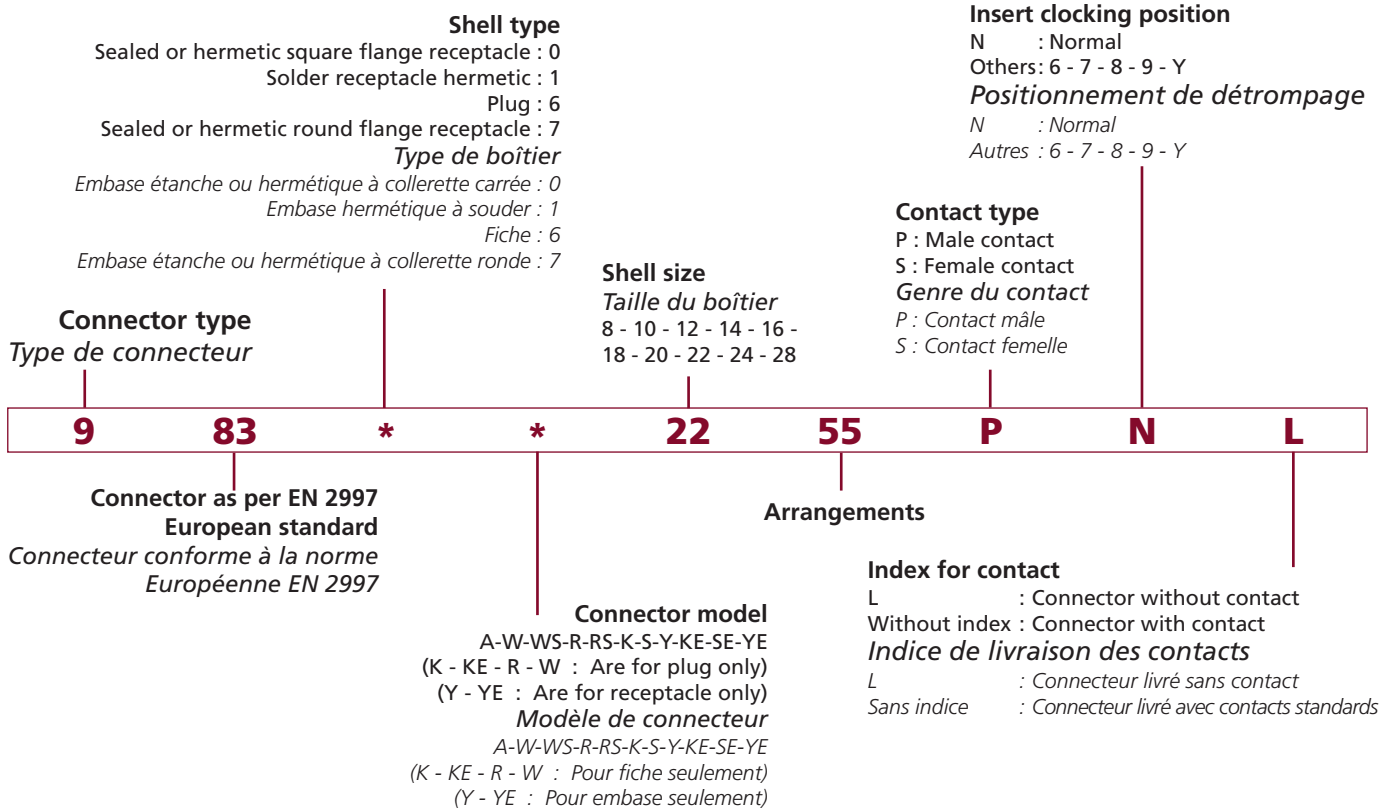 Shell type
Sealed or hermetic square flange receptacle : 0
Solder receptacle hermetic : 1
Plug : 6
Sealed or hermetic round flange receptacle : 7
Type de boîtier
Embase étanche ou hermétique à collerette carrée : 0
Embase hermétique à souder : 1
Fiche : 6
Embase étanche ou hermétique à collerette ronde : 7
Insert clocking position
N : Normal
Others: 6 - 7 - 8 - 9 - Y
Positionnement de détrompage
N : Normal
Autres : 6 - 7 - 8 - 9 - Y
Connector type
Type de connecteur
Shell size
Taille du boîtier
8 - 10 - 12 - 14 - 16 -
18 - 20 - 22 - 24 - 28
Contact type
P : Male contact
S : Female contact
Genre du contact
P : Contact mâle
S : Contact femelle
9 83 * * 22 55 P N L
Connector as per EN 2997
European standard
Connecteur conforme à la norme
Européenne EN 2997
Connector model
A-W-WS-R-RS-K-S-Y-KE-SE-YE
(K - KE - R - W : Are for plug only)
(Y - YE : Are for receptacle only)
Modèle de connecteur
A-W-WS-R-RS-K-S-Y-KE-SE-YE
(K - KE - R - W : Pour fiche seulement)
(Y - YE : Pour embase seulement)
Arrangements
Index for contact
L : Connector without contact
Without index : Connector with contact
Indice de livraison des contacts
L : Connecteur livré sans contact
Sans indice : Connecteur livré avec contacts standards